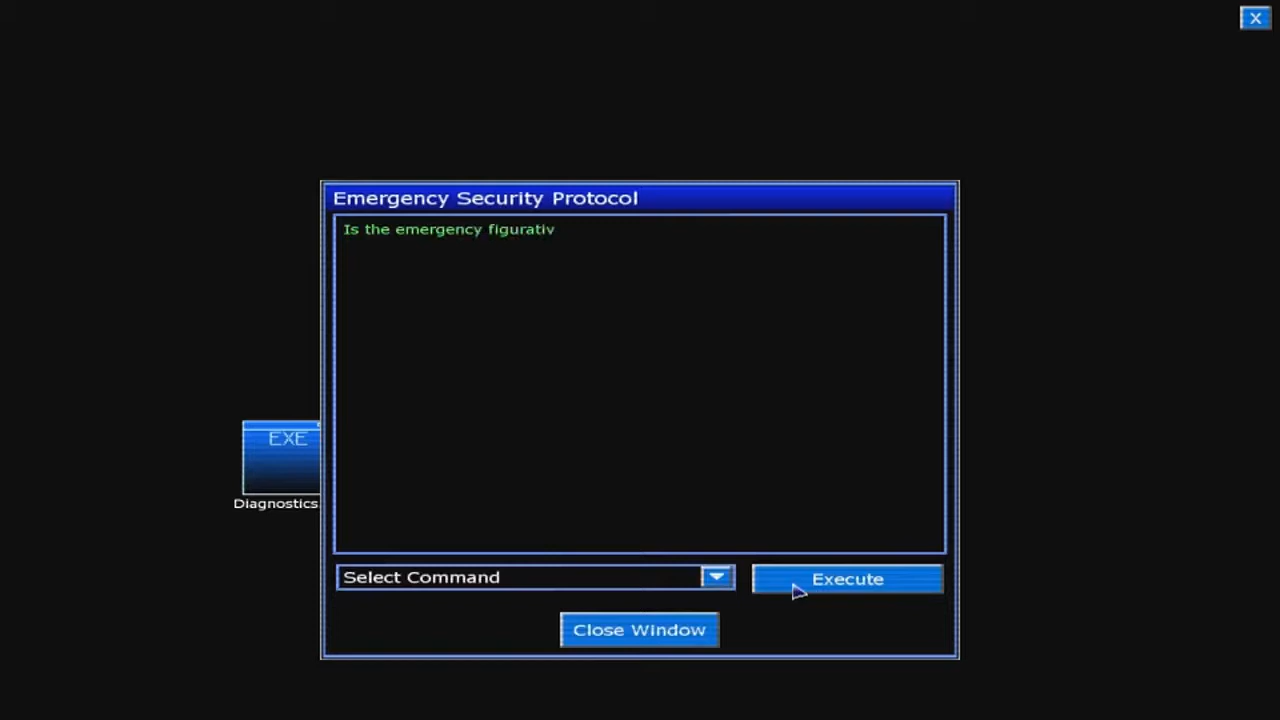 X
Emergency Security Protocol
Is the emergency figurativ
EXE
Diagnostics
Select Command
Execute
Close Window